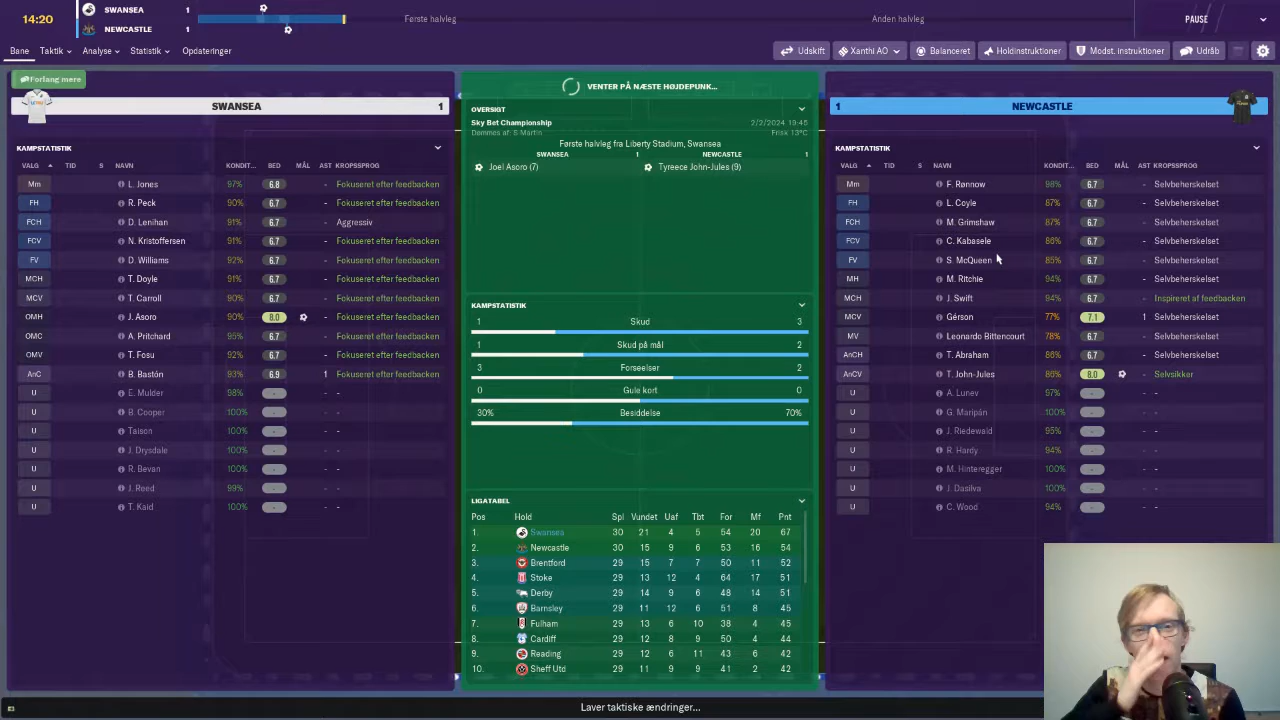 14:20
SWANSEA 1
NEWCASTLE 1
Første halvleg
Anden halvleg
PAUSE
Bane Taktik Analyse Statistik Opdateringer
Udskift Xanthi AO Balanceret Holdinstruktioner Modst. instruktioner Udråb
Forlang mere
SWANSEA 1
KAMPSTATISTIK
VALG TID S NAVN KONDIT... BED MÅL AST KROPSSPROG
Mm L. Jones 97% 6.8 - Fokuseret efter feedbacken
FH R. Peck 90% 6.7 - Fokuseret efter feedbacken
FCH D. Lenihan 91% 6.7 - Aggressiv
FCV N. Kristoffersen 91% 6.7 - Fokuseret efter feedbacken
FV D. Williams 92% 6.7 - Fokuseret efter feedbacken
MCH T. Doyle 91% 6.7 - Fokuseret efter feedbacken
MCV T. Carroll 90% 6.7 - Fokuseret efter feedbacken
OMH J. Asoro 90% 8.0 - Fokuseret efter feedbacken
OMC A. Pritchard 95% 6.7 - Fokuseret efter feedbacken
OMV T. Fosu 92% 6.7 - Fokuseret efter feedbacken
AnC B. Bastón 93% 6.9 1 Fokuseret efter feedbacken
U E. Mulder 98% - - -
U B. Cooper 100% - - -
U Taison 100% - - -
U J. Drysdale 100% - - -
U R. Bevan 100% - - -
U J. Reed 99% - - -
U T. Kaid 100% - - -
VENTER PÅ NÆSTE HØJDEPUNK...
OVERSIGT
Sky Bet Championship 2/2/2024 19:45
Dømmes af: S Martin Frisk 13°C
Første halvleg fra Liberty Stadium, Swansea
SWANSEA 1 NEWCASTLE 1
Joel Asoro (7) Tyreece John-Jules (9)
KAMPSTATISTIK
1 Skud 3
1 Skud på mål 2
3 Forseelser 2
0 Gule kort 0
30% Besiddelse 70%
LIGATABEL
Pos Hold Spl Vundet Uaf Tbt For Mf Pnt
1. Swansea 30 21 4 5 54 20 67
2. Newcastle 30 15 9 6 53 16 54
3. Brentford 29 15 7 7 50 11 52
4. Stoke 29 13 12 4 64 17 51
5. Derby 29 14 9 6 48 14 51
6. Barnsley 29 11 12 6 51 8 45
7. Fulham 29 13 6 10 38 4 45
8. Cardiff 29 12 8 9 50 4 44
9. Reading 29 12 6 11 43 6 42
10. Sheff Utd 29 11 9 9 41 2 42
1 NEWCASTLE
KAMPSTATISTIK
VALG TID S NAVN KONDIT... BED MÅL AST KROPSSPROG
Mm F. Rønnow 98% 6.7 - Selvbeherskelset
FH L. Coyle 87% 6.7 - Selvbeherskelset
FCH M. Grimshaw 87% 6.7 - Selvbeherskelset
FCV C. Kabasele 86% 6.7 - Selvbeherskelset
FV S. McQueen 85% 6.7 - Selvbeherskelset
MH M. Ritchie 94% 6.7 - Selvbeherskelset
MCH J. Swift 94% 6.7 - Inspireret af feedbacken
MCV Gérson 77% 7.1 1 Selvbeherskelset
MV Leonardo Bittencourt 78% 6.7 - Selvbeherskelset
AnCH T. Abraham 86% 6.7 - Selvbeherskelset
AnCV T. John-Jules 86% 8.0 - Selvsikker
U A. Lunev 97% - - -
U G. Maripán 100% - - -
U J. Riedewald 95% - - -
U R. Hardy 94% - - -
U M. Hinteregger 100% - - -
U J. Dasilva 100% - - -
U C. Wood 94% - - -
Laver taktiske ændringer...